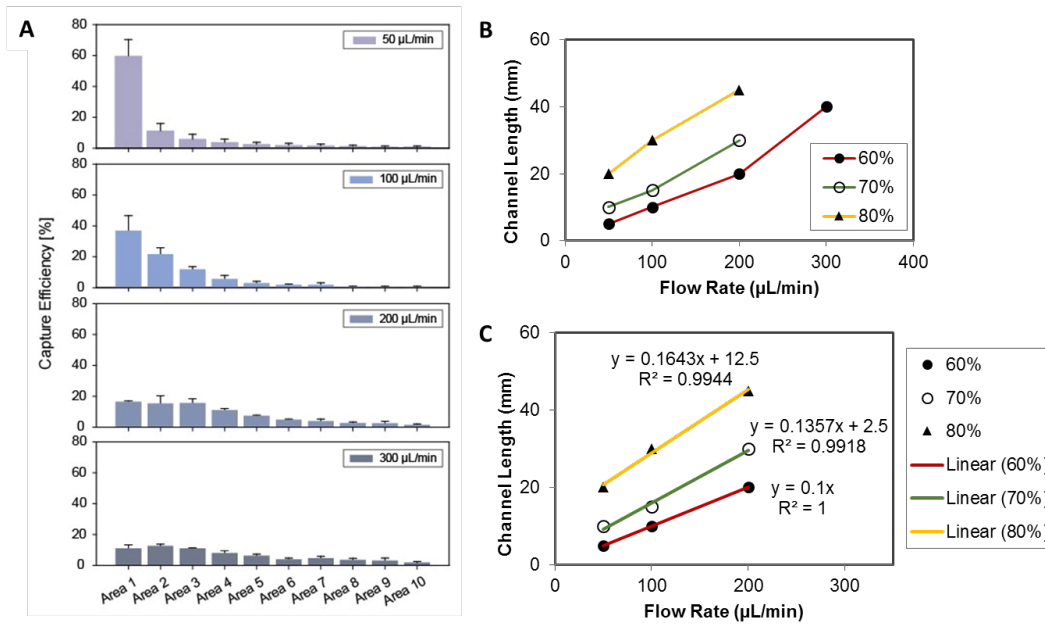 A
80
60
40
20
0
50 µL/min
80
60
40
20
0
100 µL/min
80
60
40
20
0
200 µL/min
80
60
40
20
0
300 µL/min
Capture Efficiency [%]
Area 1
Area 2
Area 3
Area 4
Area 5
Area 6
Area 7
Area 8
Area 9
Area 10
B
60
40
20
0
Channel Length (mm)
0 100 200 300 400
Flow Rate (µL/min)
60%
70%
80%
C
60
40
20
0
Channel Length (mm)
0 100 200 300
Flow Rate (µL/min)
y = 0.1643x + 12.5
R² = 0.9944
y = 0.1357x + 2.5
R² = 0.9918
y = 0.1x
R² = 1
60%
70%
80%
Linear (60%)
Linear (70%)
Linear (80%)